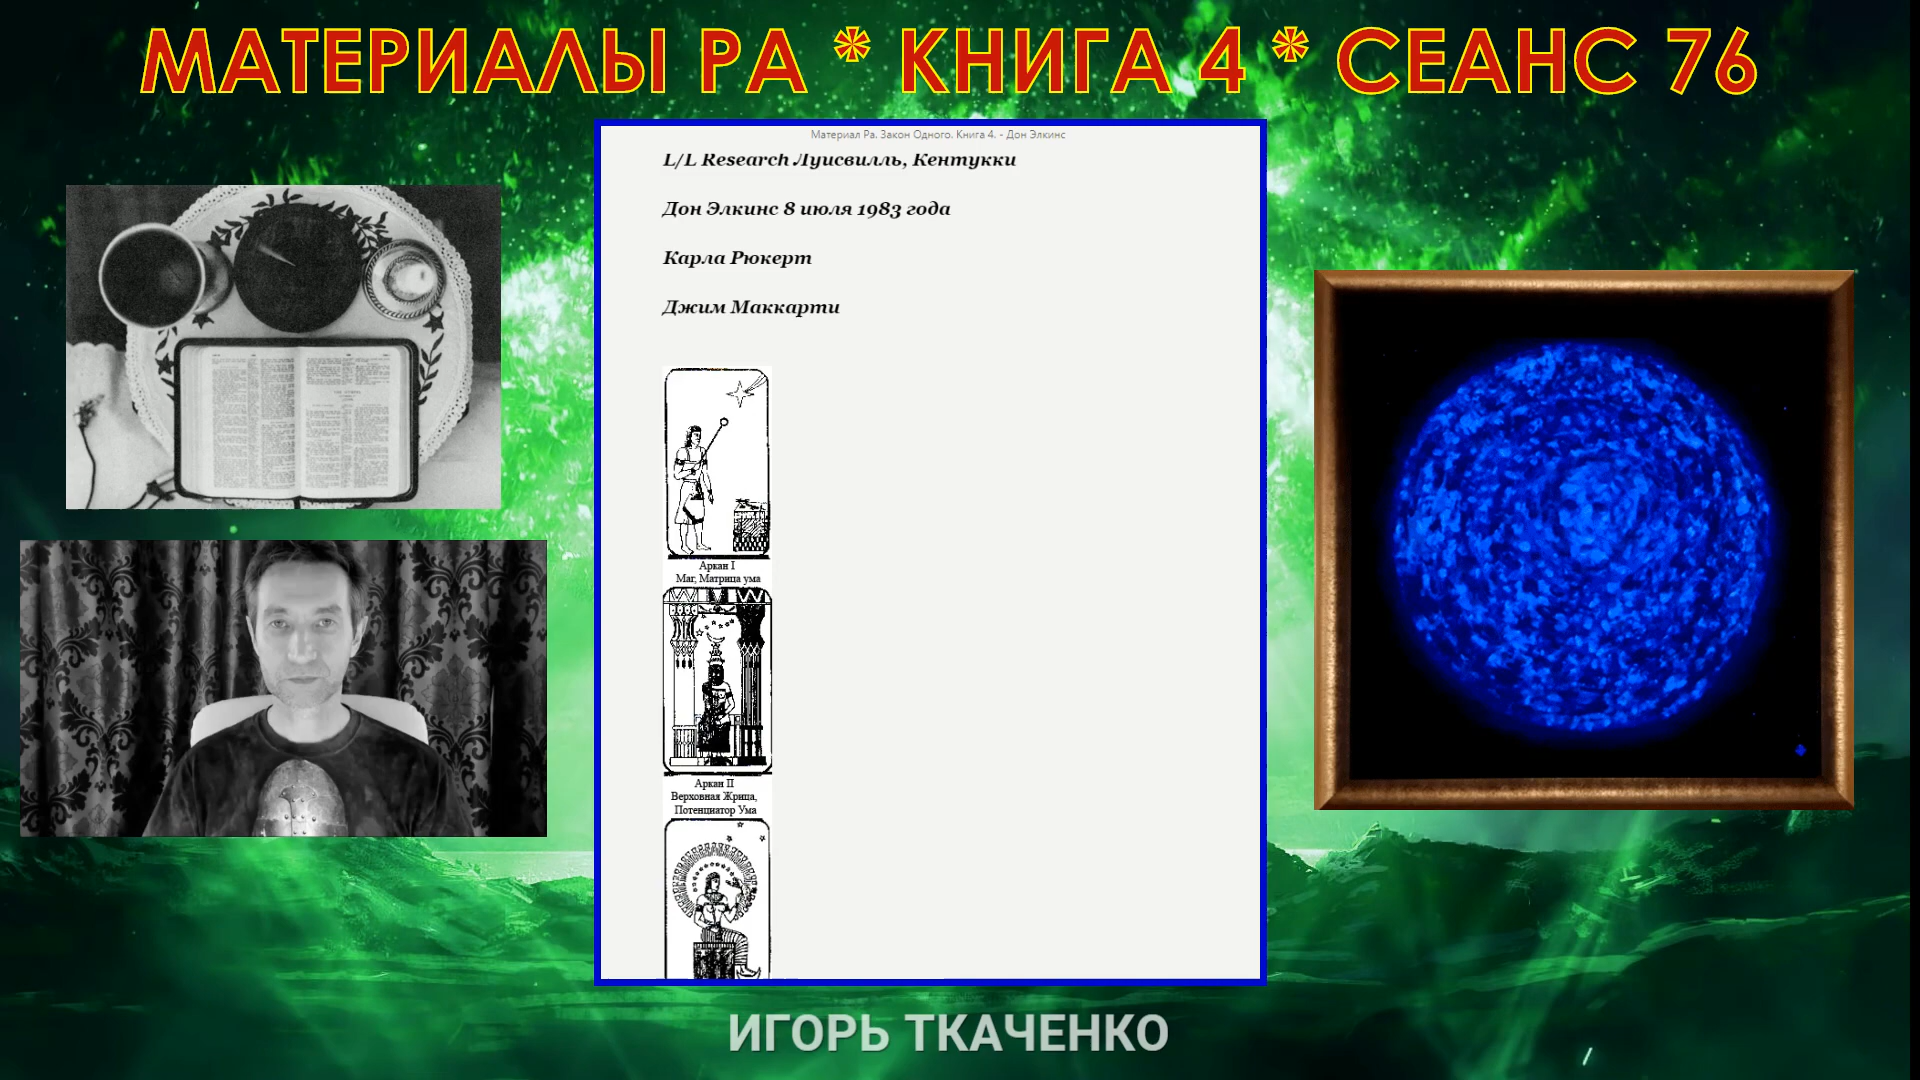 МАТЕРИАЛЫ РА * КНИГА 4 * СЕАНС 76
Материал Ра. Закон Одного. Книга 4. - Дон Элкинс
L/L Research Луисвилль, Кентукки
Дон Элкинс 8 июля 1983 года
Карла Рюкерт
Джим Маккарти
Аркан I
Маг, Матрица ума
Аркан II
Верховная Жрица,
Потенциатор Ума
ИГОРЬ ТКАЧЕНКО